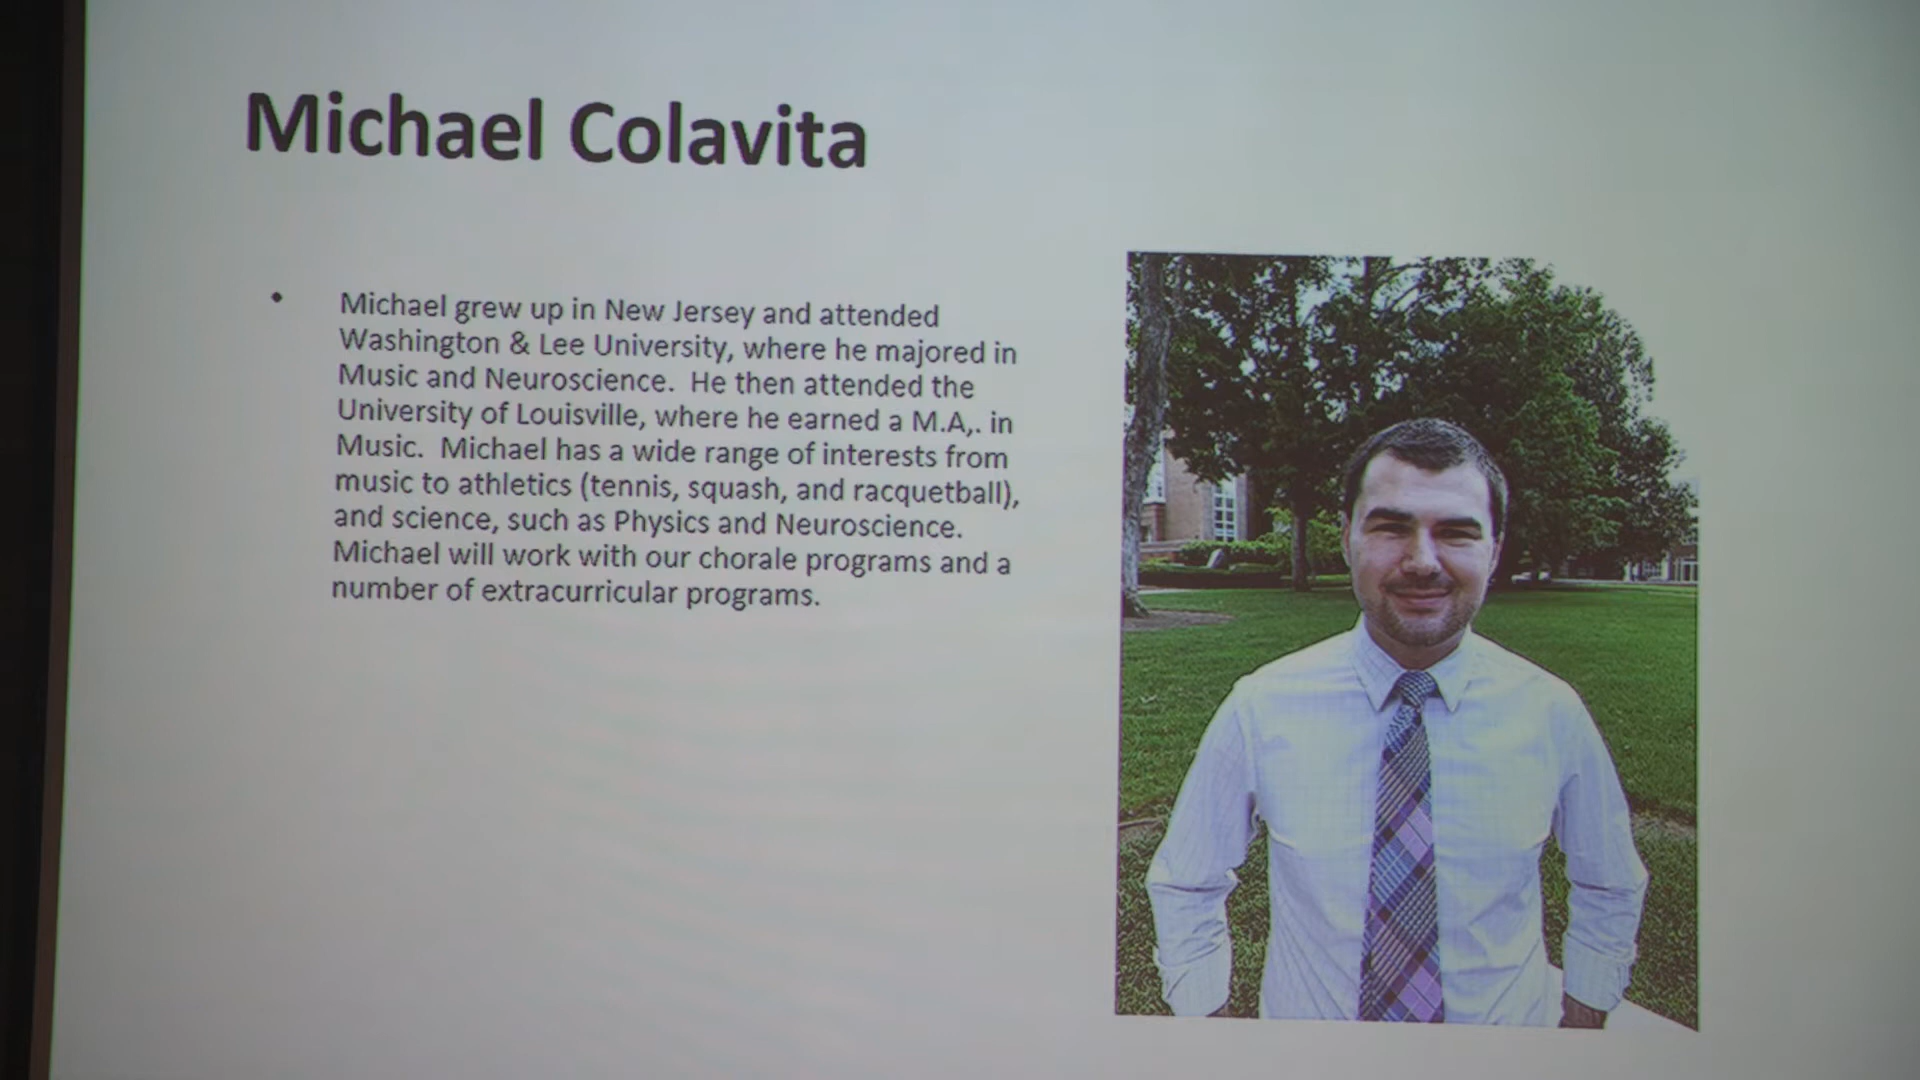 Michael Colavita
• Michael grew up in New Jersey and attended
Washington & Lee University, where he majored in
Music and Neuroscience.  He then attended the
University of Louisville, where he earned a M.A,. in
Music.  Michael has a wide range of interests from
music to athletics (tennis, squash, and racquetball),
and science, such as Physics and Neuroscience.
Michael will work with our chorale programs and a
number of extracurricular programs.